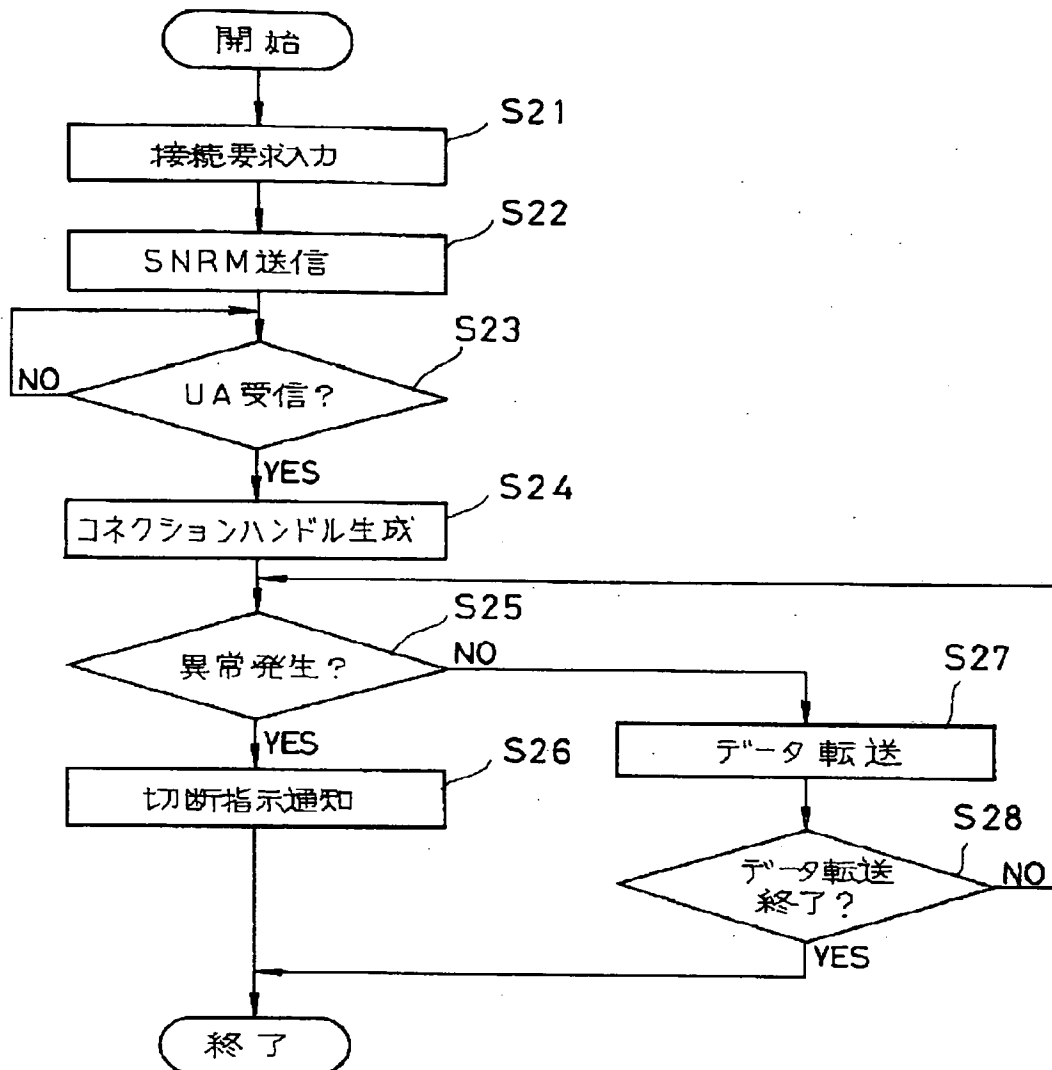 開始
S21
接続要求入力
S22
SNRM送信
S23
NO
UA受信?
YES
S24
コネクションハンドル生成
S25
異常発生?
NO
YES
S27
データ転送
S26
切断指示通知
S28
データ転送
終了?
NO
YES
終了